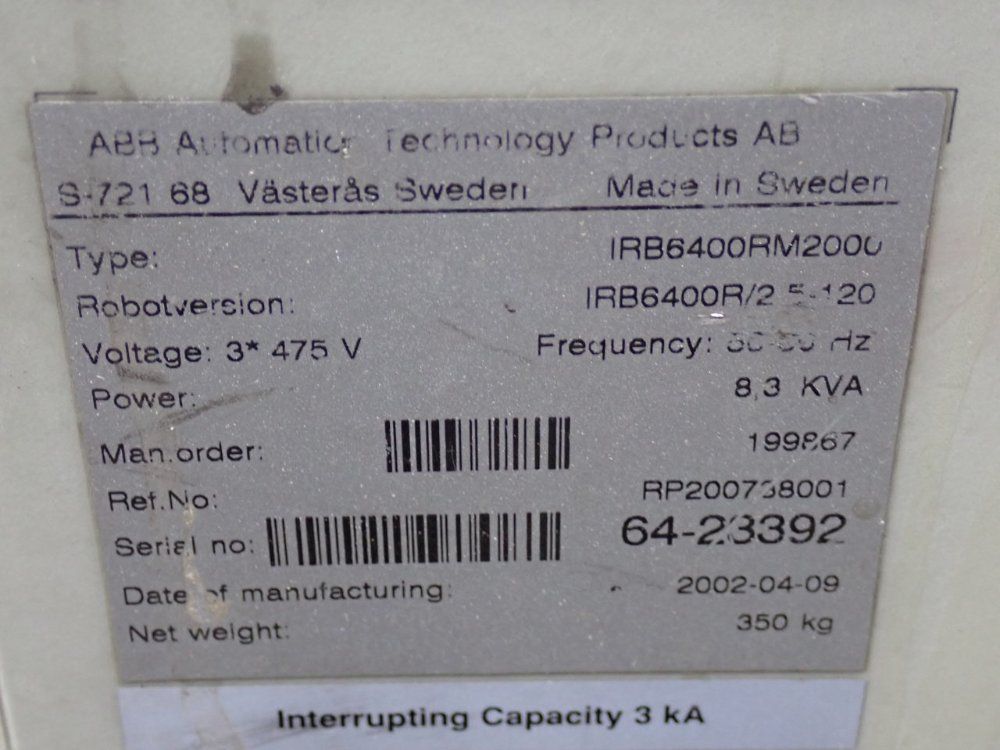 ABB Automation Technology Products AB
S-721 68 Västerås Sweden Made in Sweden
Type: IRB6400RM2000
Robotversion: IRB6400R/2.5-120
Voltage: 3* 475 V Frequency: Hz
Power: 8,3 KVA
Man.order: 199867
Ref.No: RP200738001
Serial no: 64-23392
Date of manufacturing: 2002-04-09
Net weight: 350 kg
Interrupting Capacity 3 kA